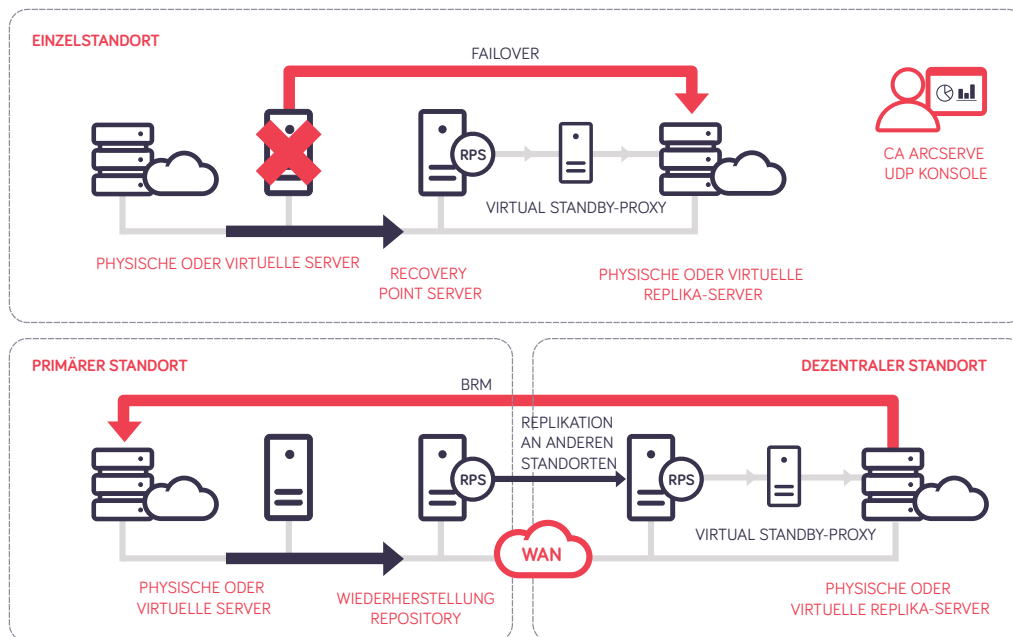 EINZELSTANDORT
FAILOVER
RPS
CA ARCSERVE
UDP KONSOLE
VIRTUAL STANDBY-PROXY
PHYSISCHE ODER VIRTUELLE SERVER
RECOVERY
POINT SERVER
PHYSISCHE ODER VIRTUELLE
REPLIKA-SERVER
PRIMÄRER STANDORT
DEZENTRALER STANDORT
BRM
REPLIKATION
AN ANDEREN
STANDORTEN
RPS
RPS
VIRTUAL STANDBY-PROXY
WAN
PHYSISCHE ODER
VIRTUELLE SERVER
WIEDERHERSTELLUNG
REPOSITORY
PHYSISCHE ODER
VIRTUELLE REPLIKA-SERVER